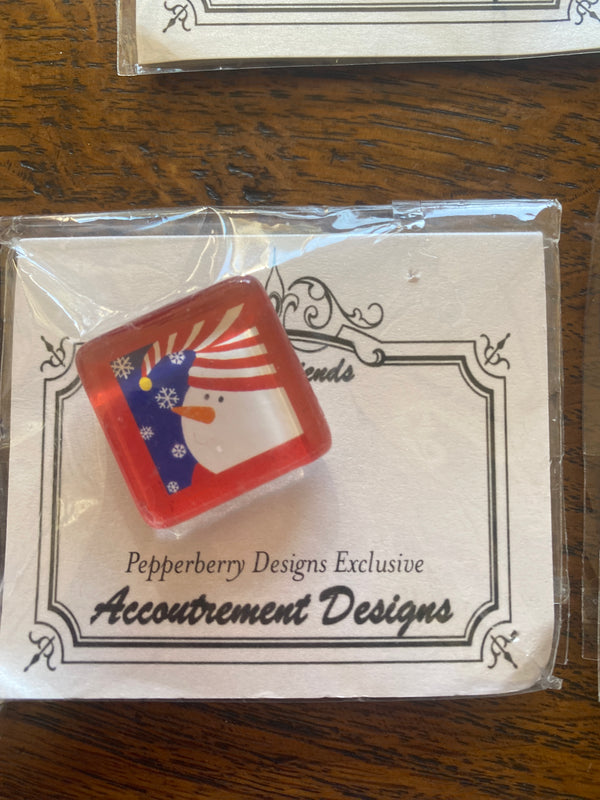 Pepperberry Designs Exclusive
Accoutrement Designs